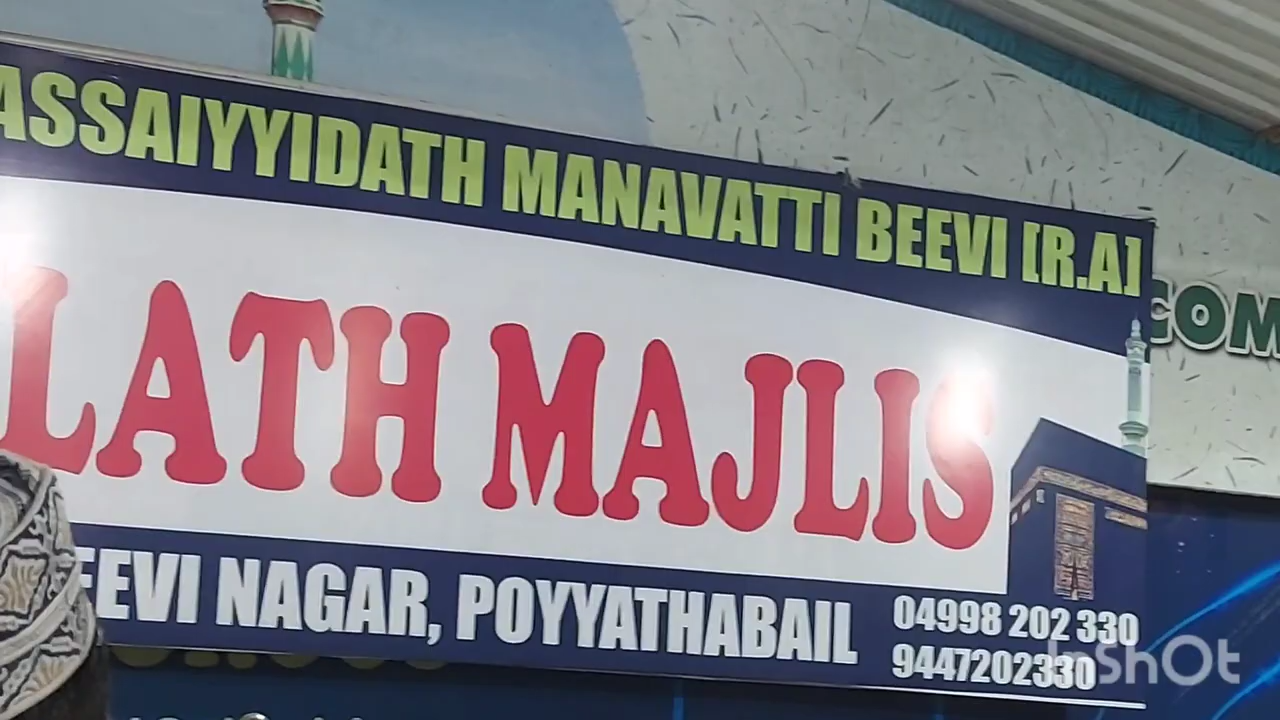 ASSAIYYIDATH MANAVATTI BEEVI [R.A]
LATH MAJLIS
COM
EEVI NAGAR, POYYATHABAIL
04998 202 330
9447202330
InShOt